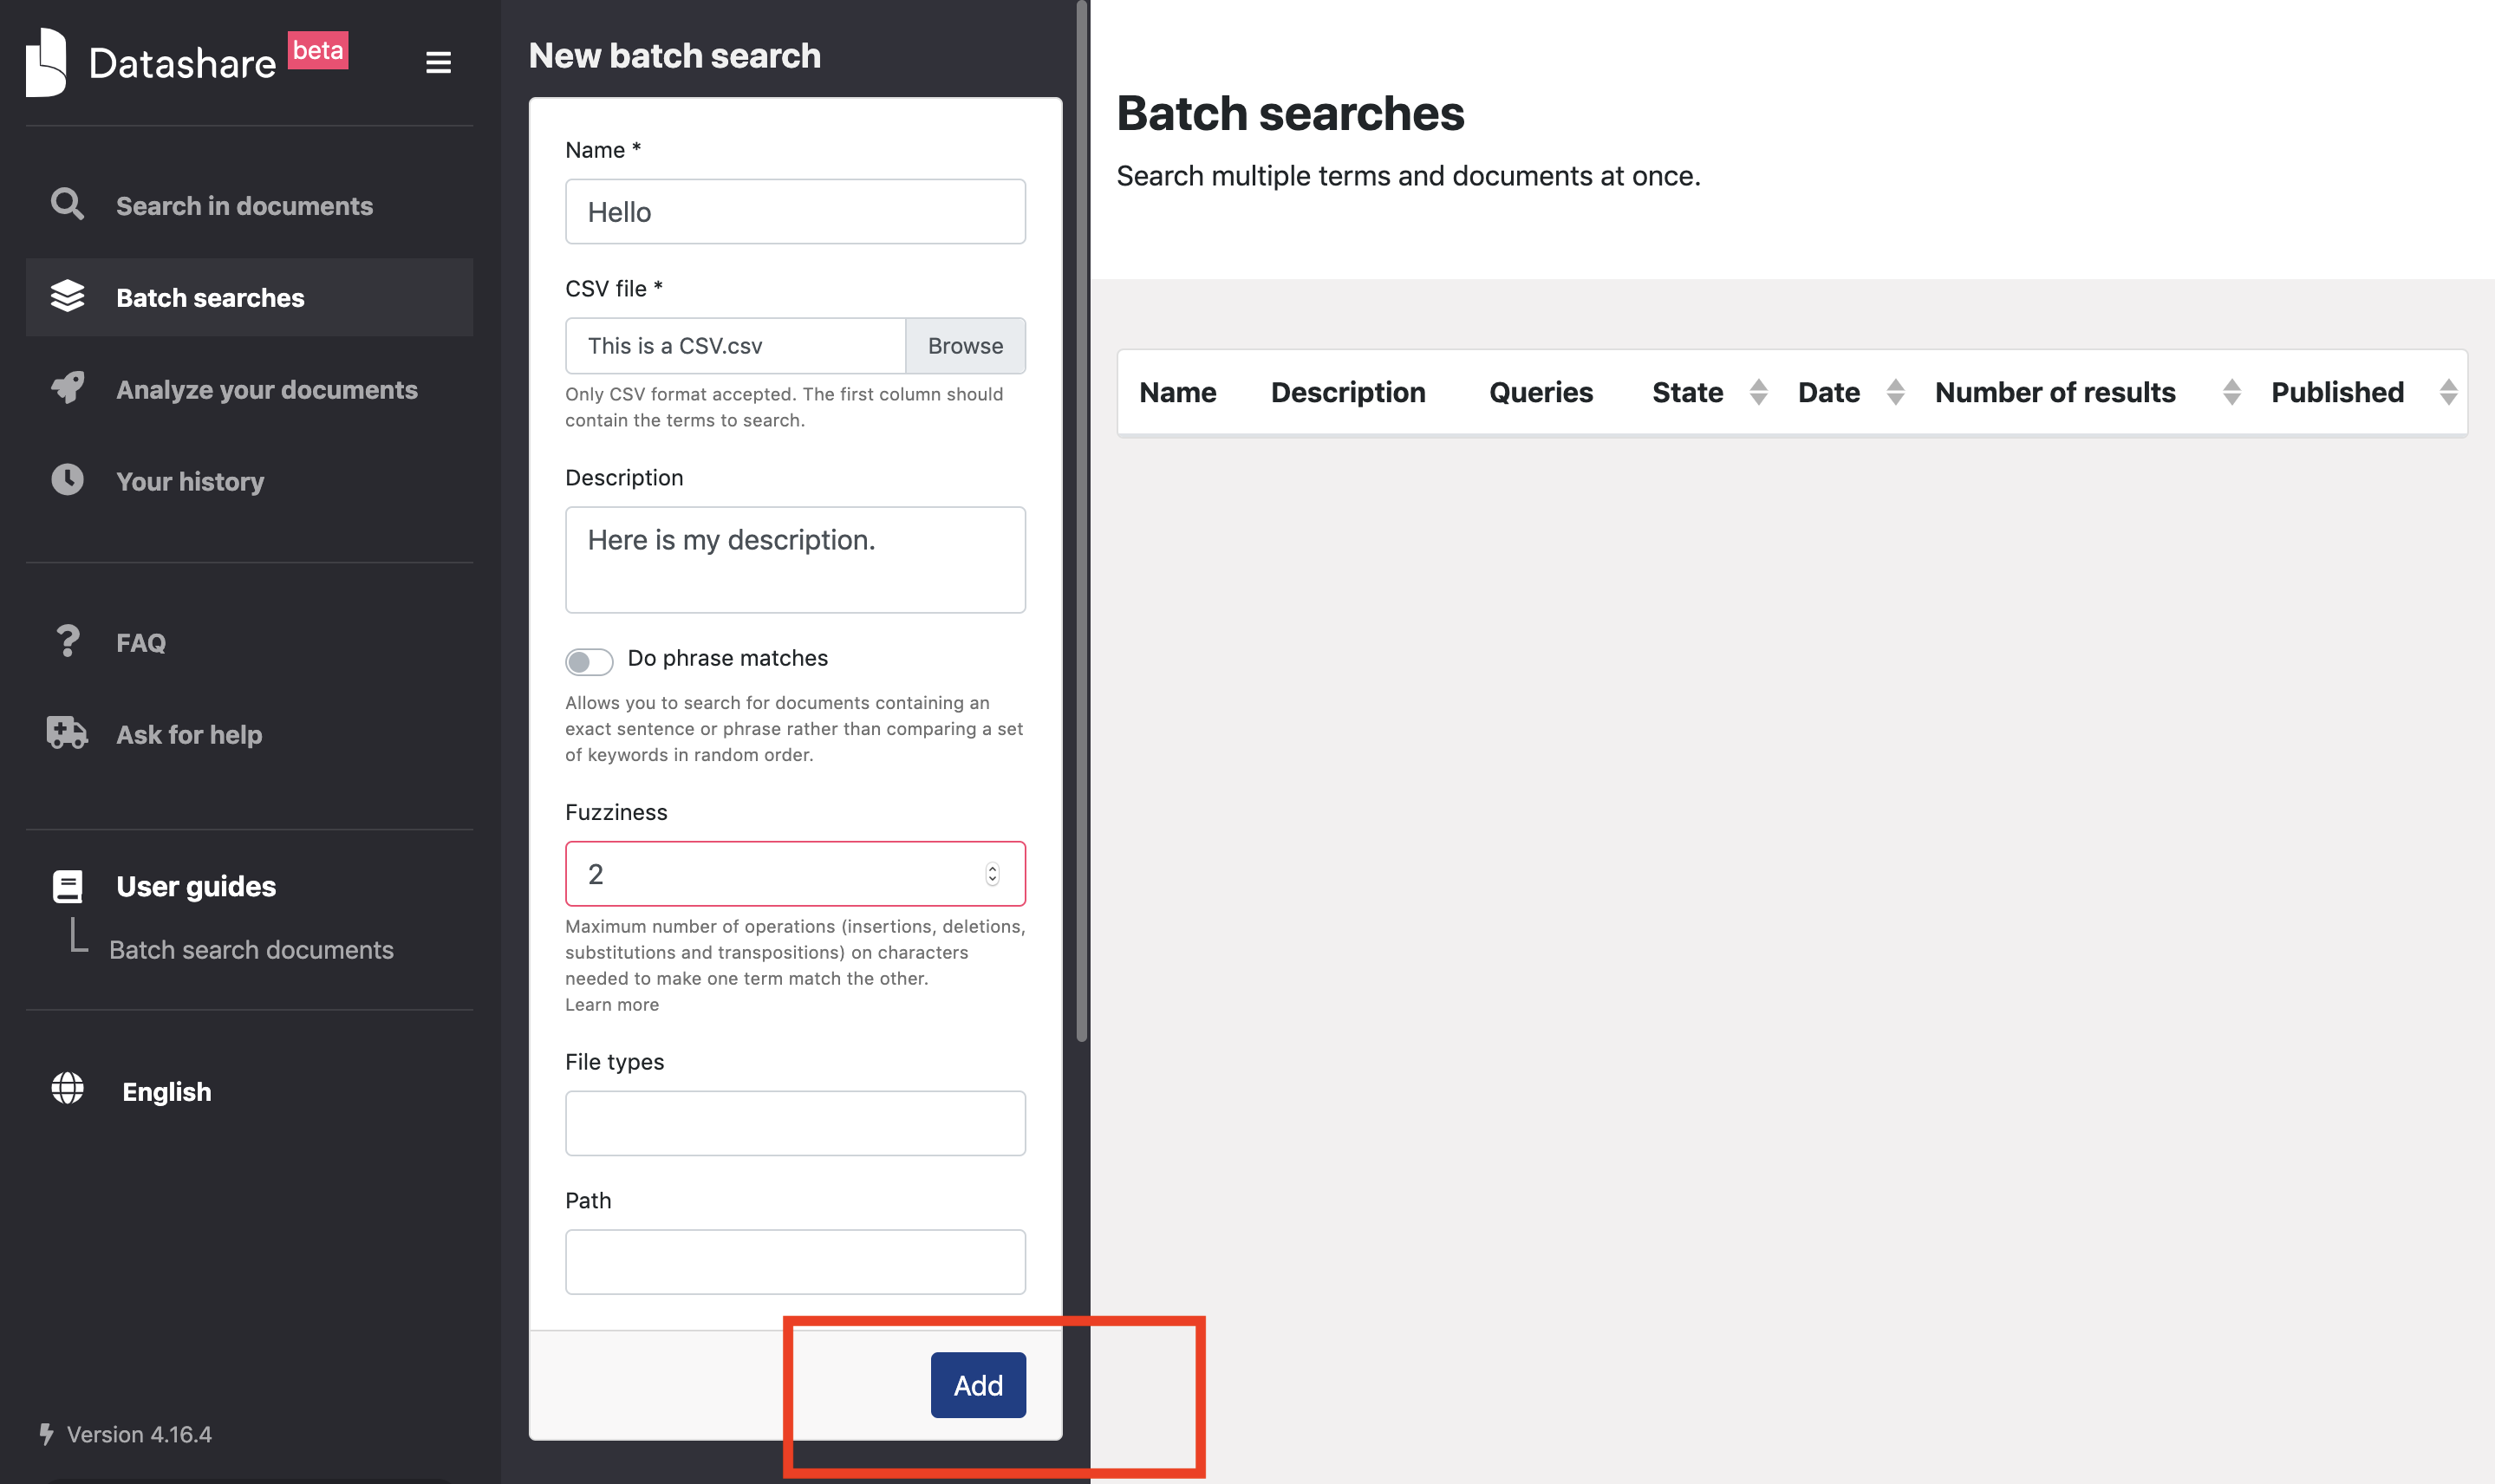 Datashare beta
Search in documents
Batch searches
Analyze your documents
Your history
FAQ
Ask for help
User guides
Batch search documents
English
Version 4.16.4
New batch search
Name *
Hello
CSV file *
This is a CSV.csv Browse
Only CSV format accepted. The first column should
contain the terms to search.
Description
Here is my description.
Do phrase matches
Allows you to search for documents containing an
exact sentence or phrase rather than comparing a set
of keywords in random order.
Fuzziness
2
Maximum number of operations (insertions, deletions,
substitutions and transpositions) on characters
needed to make one term match the other.
Learn more
File types
Path
Add
Batch searches
Search multiple terms and documents at once.
Name Description Queries State Date Number of results Published